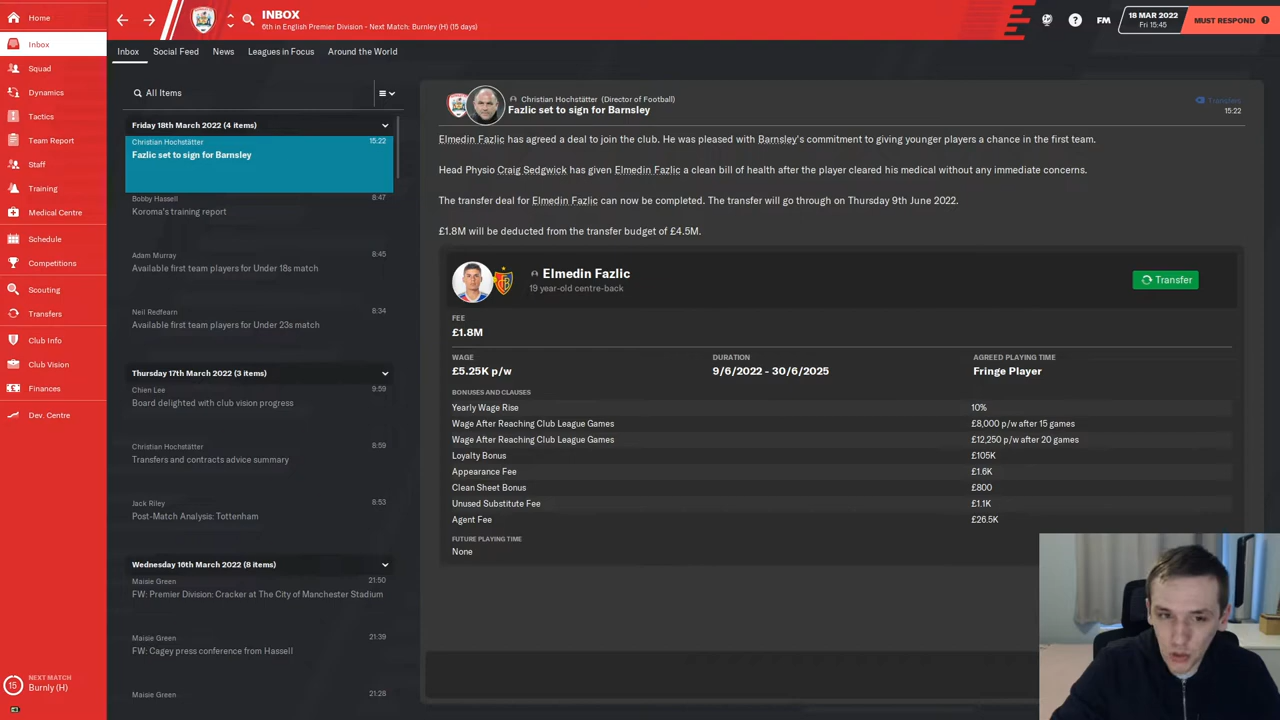 Home
Inbox
Squad
Dynamics
Tactics
Team Report
Staff
Training
Medical Centre
Schedule
Competitions
Scouting
Transfers
Club Info
Club Vision
Finances
Dev. Centre
15
NEXT MATCH
Burnly (H)
INBOX
6th in English Premier Division - Next Match: Burnley (H) (15 days)
FM
18 MAR 2022
Fri 15:45
MUST RESPOND
Inbox
Social Feed
News
Leagues in Focus
Around the World
All Items
Friday 18th March 2022 (4 items)
Christian Hochstätter
15:22
Fazlic set to sign for Barnsley
Bobby Hassell
8:47
Koroma's training report
Adam Murray
8:45
Available first team players for Under 18s match
Neil Redfearn
8:34
Available first team players for Under 23s match
Thursday 17th March 2022 (3 items)
Chien Lee
9:59
Board delighted with club vision progress
Christian Hochstätter
8:59
Transfers and contracts advice summary
Jack Riley
8:53
Post-Match Analysis: Tottenham
Wednesday 16th March 2022 (8 items)
Maisie Green
21:50
FW: Premier Division: Cracker at The City of Manchester Stadium
Maisie Green
21:39
FW: Cagey press conference from Hassell
Maisie Green
21:28
Christian Hochstätter (Director of Football)
Fazlic set to sign for Barnsley
Transfers
15:22
Elmedin Fazlic has agreed a deal to join the club. He was pleased with Barnsley's commitment to giving younger players a chance in the first team.
Head Physio Craig Sedgwick has given Elmedin Fazlic a clean bill of health after the player cleared his medical without any immediate concerns.
The transfer deal for Elmedin Fazlic can now be completed. The transfer will go through on Thursday 9th June 2022.
£1.8M will be deducted from the transfer budget of £4.5M.
Elmedin Fazlic
19 year-old centre-back
Transfer
FEE
£1.8M
WAGE
DURATION
AGREED PLAYING TIME
£5.25K p/w
9/6/2022 - 30/6/2025
Fringe Player
BONUSES AND CLAUSES
Yearly Wage Rise
10%
Wage After Reaching Club League Games
£8,000 p/w after 15 games
Wage After Reaching Club League Games
£12,250 p/w after 20 games
Loyalty Bonus
£105K
Appearance Fee
£1.6K
Clean Sheet Bonus
£800
Unused Substitute Fee
£1.1K
Agent Fee
£26.5K
FUTURE PLAYING TIME
None